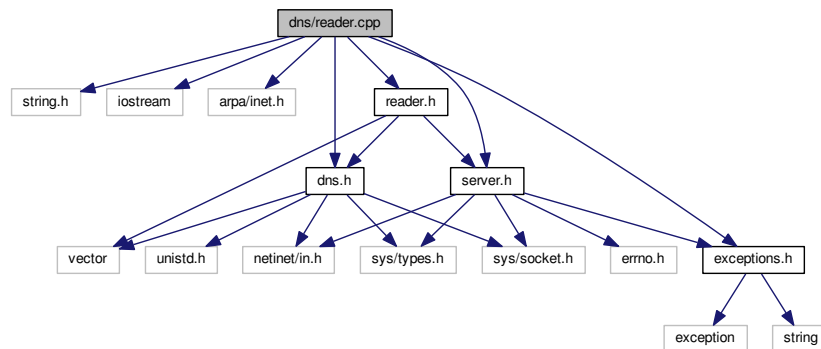 dns/reader.cpp
string.h
iostream
arpa/inet.h
reader.h
dns.h
server.h
vector
unistd.h
netinet/in.h
sys/types.h
sys/socket.h
errno.h
exceptions.h
exception
string